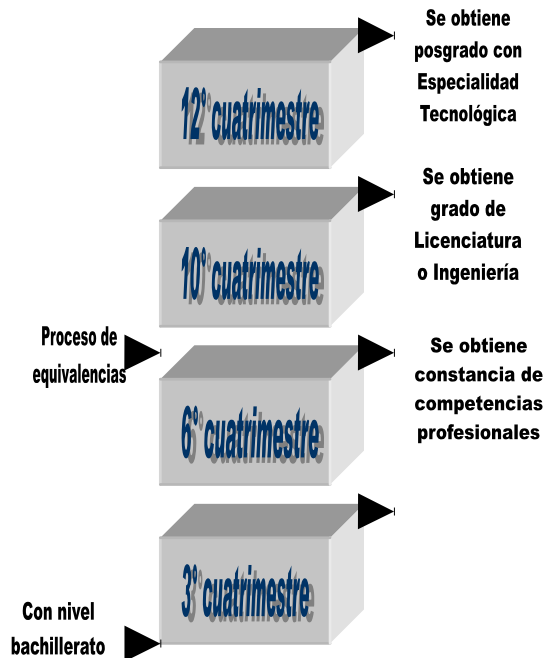 Se obtiene
posgrado con
Especialidad
Tecnológica
12° cuatrimestre
Se obtiene
grado de
Licenciatura
o Ingeniería
10° cuatrimestre
Proceso de
equivalencias
Se obtiene
constancia de
competencias
profesionales
6° cuatrimestre
3° cuatrimestre
Con nivel
bachillerato